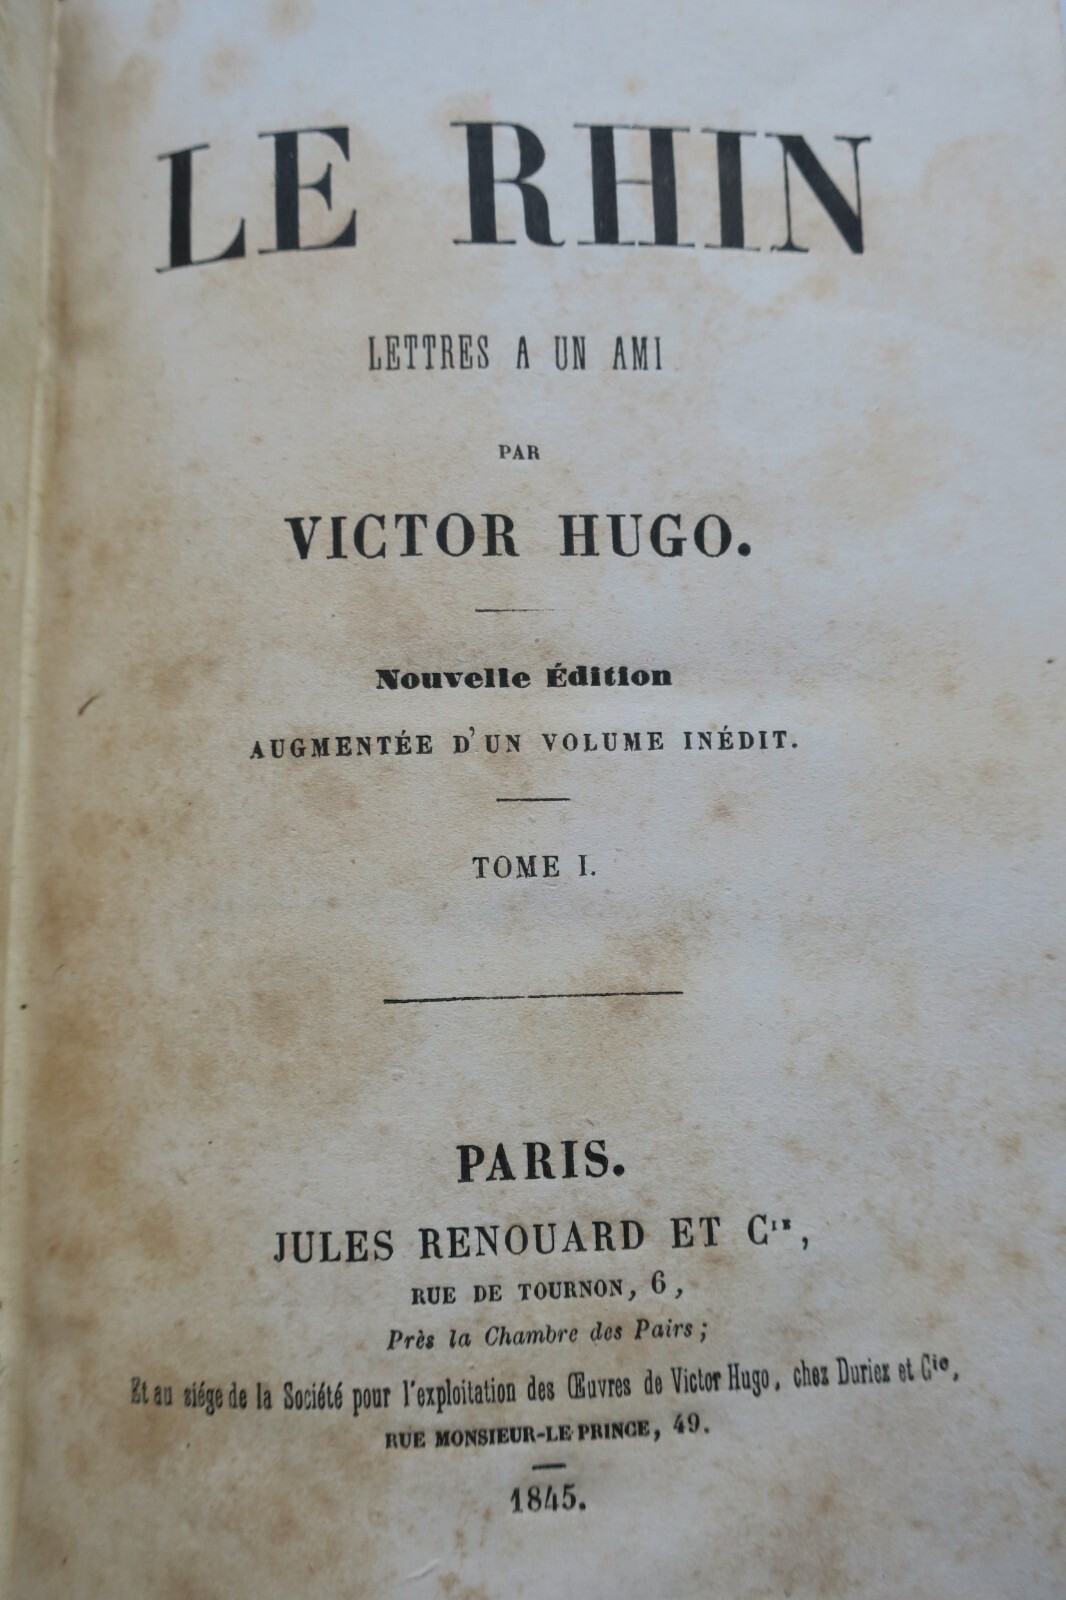 LE RHIN
LETTRES A UN AMI
PAR
VICTOR HUGO.
Nouvelle Édition
AUGMENTÉE D'UN VOLUME INÉDIT.
TOME I.
PARIS.
JULES RENOUARD ET Cie,
RUE DE TOURNON, 6,
Près la Chambre des Pairs;
Et au siége de la Société pour l'exploitation des Œuvres de Victor Hugo, chez Duriez et Cie,
RUE MONSIEUR-LE-PRINCE, 49.
1845.